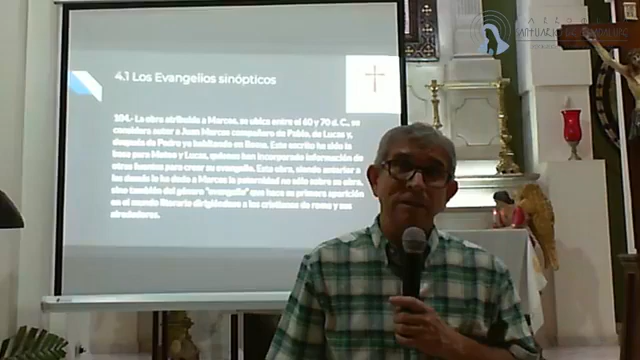 4.1 Los Evangelios sinópticos
104.- La obra atribuida a Marcos, se ubica entre el 60 y 70 d. C., se
considera autor a Juan Marcos compañero de Pablo, de Lucas y,
después de Pedro ya habitando en Roma. Este escrito ha sido la
base para Mateo y Lucas, quienes han incorporado información de
otras fuentes para crear su evangelio. Esta obra, siendo anterior a
las demás le ha dado a Marcos la paternidad no sólo sobre su obra,
sino también del género "evangelio" que hace su primera aparición
en el mundo literario dirigiéndose a los cristianos de roma y sus
alrededores.
SANTUARIO DE GUADALUPE